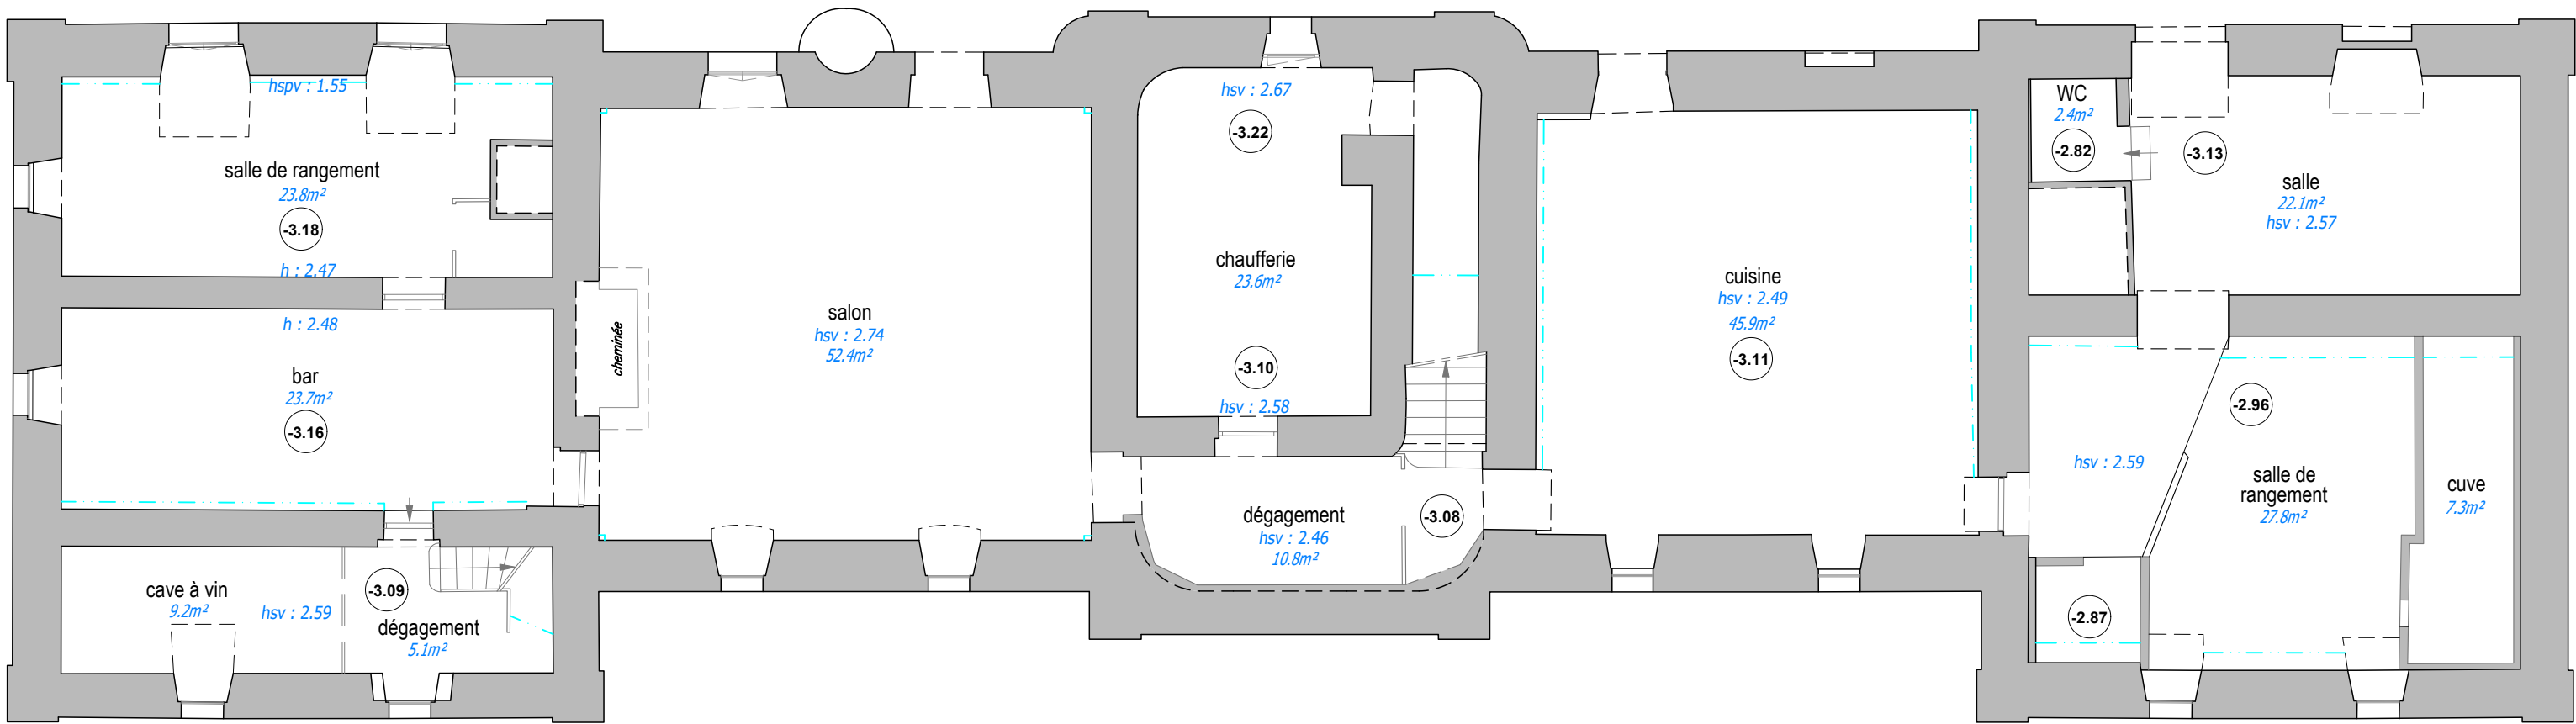 hspv : 1.55
salle de rangement
23.8m²
-3.18
h : 2.47
h : 2.48
bar
23.7m²
-3.16
cave à vin
9.2m²
hsv : 2.59
-3.09
dégagement
5.1m²
cheminée
salon
hsv : 2.74
52.4m²
hsv : 2.67
-3.22
chaufferie
23.6m²
-3.10
hsv : 2.58
dégagement
hsv : 2.46
10.8m²
-3.08
cuisine
hsv : 2.49
45.9m²
-3.11
WC
2.4m²
-2.82
-3.13
salle
22.1m²
hsv : 2.57
-2.96
hsv : 2.59
salle de
rangement
27.8m²
cuve
7.3m²
-2.87